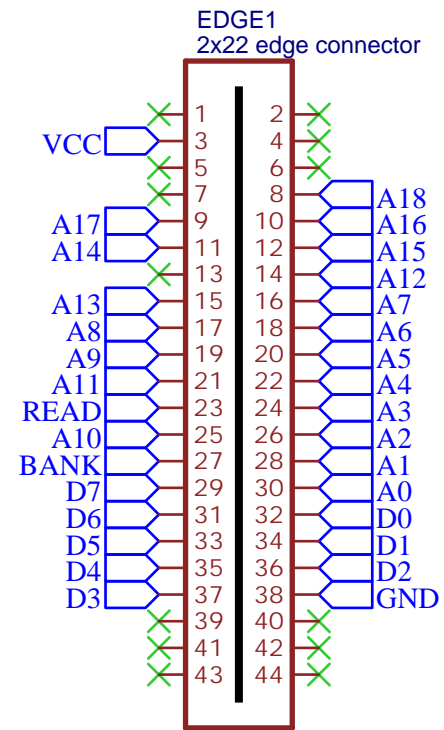 EDGE1
2x22 edge connector
1 2
VCC 3 4
5 6
7 8 A18
A17 9 10 A16
A14 11 12 A15
13 14 A12
A13 15 16 A7
A8 17 18 A6
A9 19 20 A5
A11 21 22 A4
READ 23 24 A3
A10 25 26 A2
BANK 27 28 A1
D7 29 30 A0
D6 31 32 D0
D5 33 34 D1
D4 35 36 D2
D3 37 38 GND
39 40
41 42
43 44